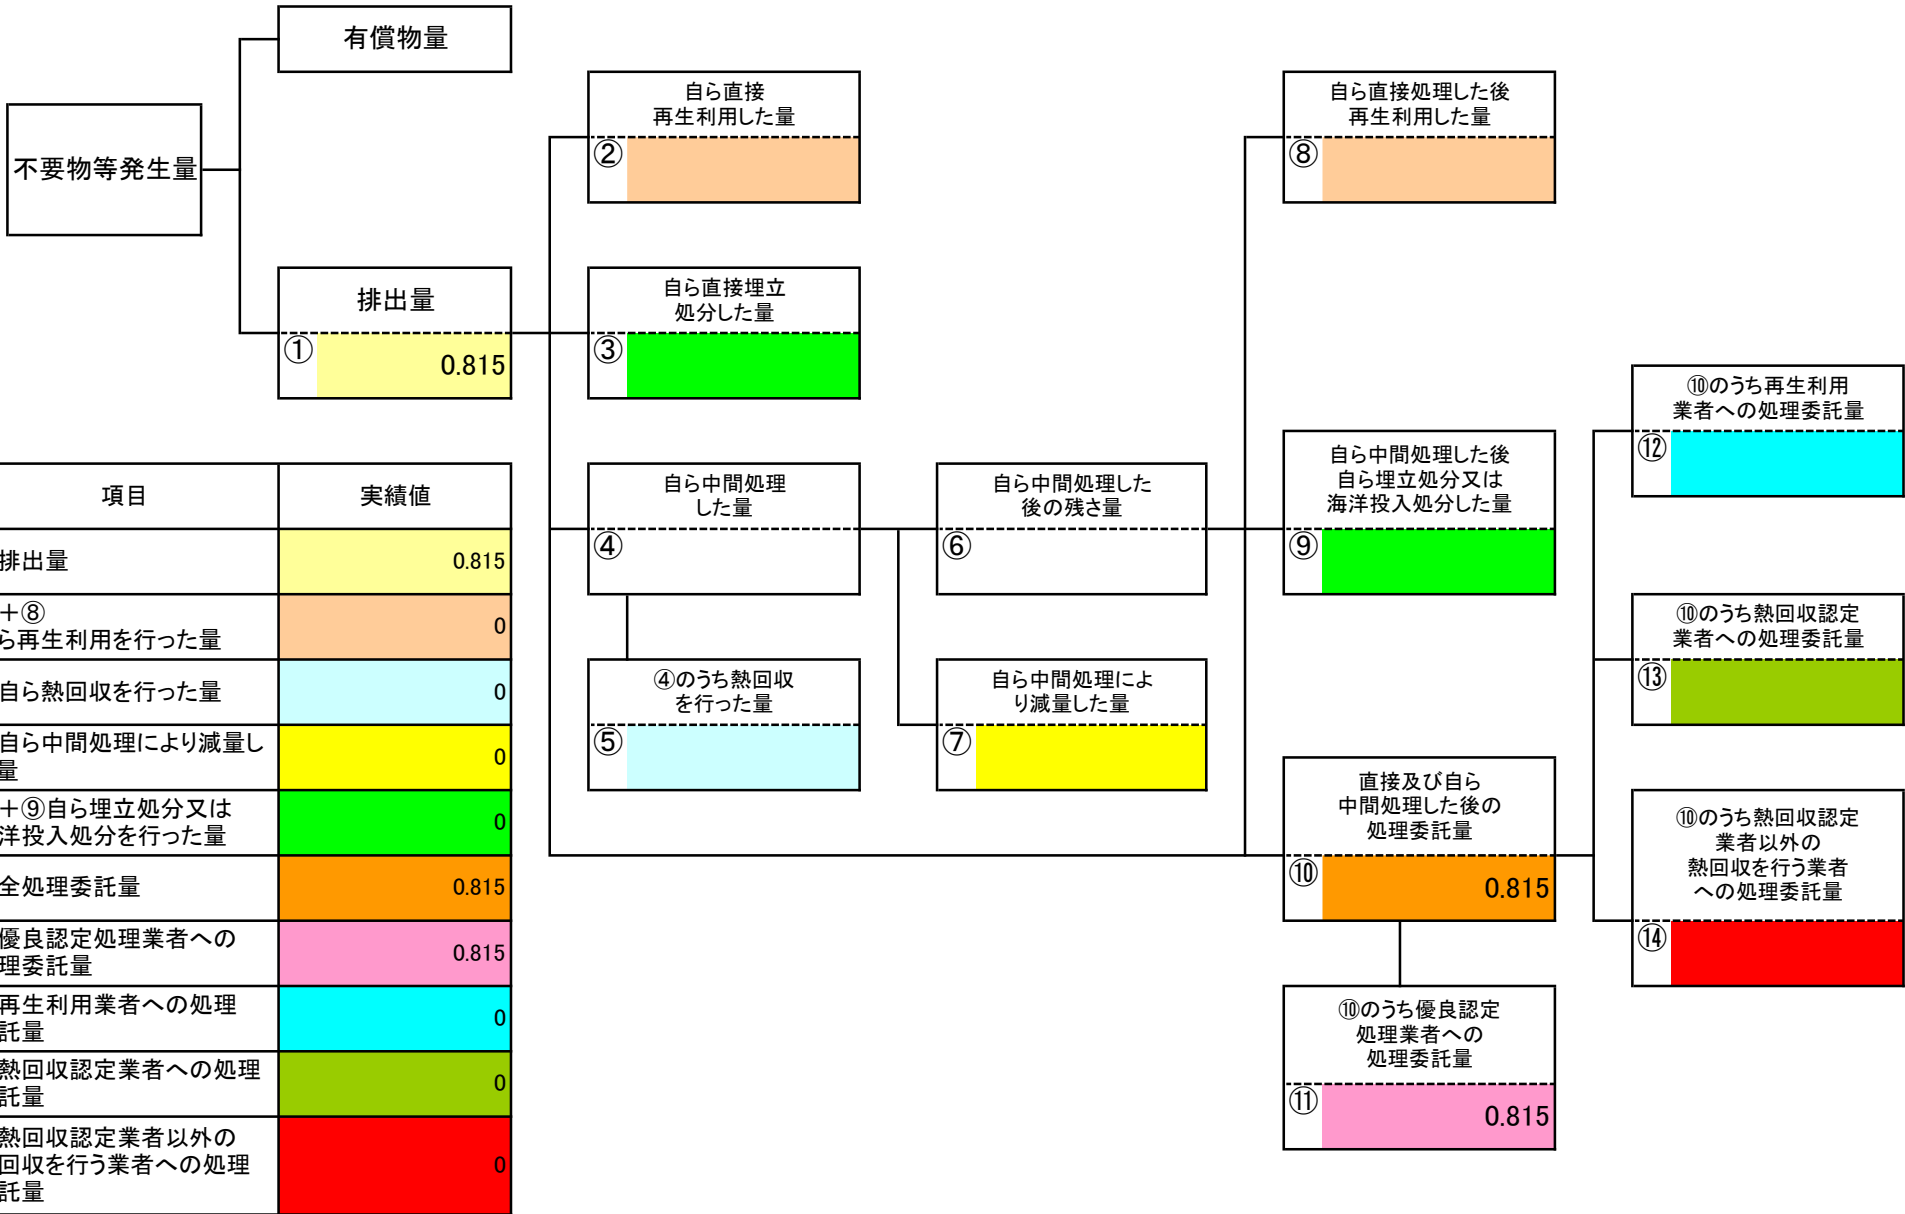 有償物量
不要物等発生量
排出量
①
0.815
自ら直接
再生利用した量
②
自ら直接埋立
処分した量
③
自ら中間処理
した量
④
④のうち熱回収
を行った量
⑤
自ら中間処理した
後の残さ量
⑥
自ら中間処理によ
り減量した量
⑦
自ら直接処理した後
再生利用した量
⑧
自ら中間処理した後
自ら埋立処分又は
海洋投入処分した量
⑨
直接及び自ら
中間処理した後の
処理委託量
⑩
0.815
⑩のうち優良認定
処理業者への
処理委託量
⑪
0.815
⑩のうち再生利用
業者への処理委託量
⑫
⑩のうち熱回収認定
業者への処理委託量
⑬
⑩のうち熱回収認定
業者以外の
熱回収を行う業者
への処理委託量
⑭
項目
実績値
排出量
0.815
+⑧
ら再生利用を行った量
0
自ら熱回収を行った量
0
自ら中間処理により減量し
量
0
+⑨自ら埋立処分又は
洋投入処分を行った量
0
全処理委託量
0.815
優良認定処理業者への
理委託量
0.815
再生利用業者への処理
託量
0
熱回収認定業者への処理
託量
0
熱回収認定業者以外の
回収を行う業者への処理
託量
0